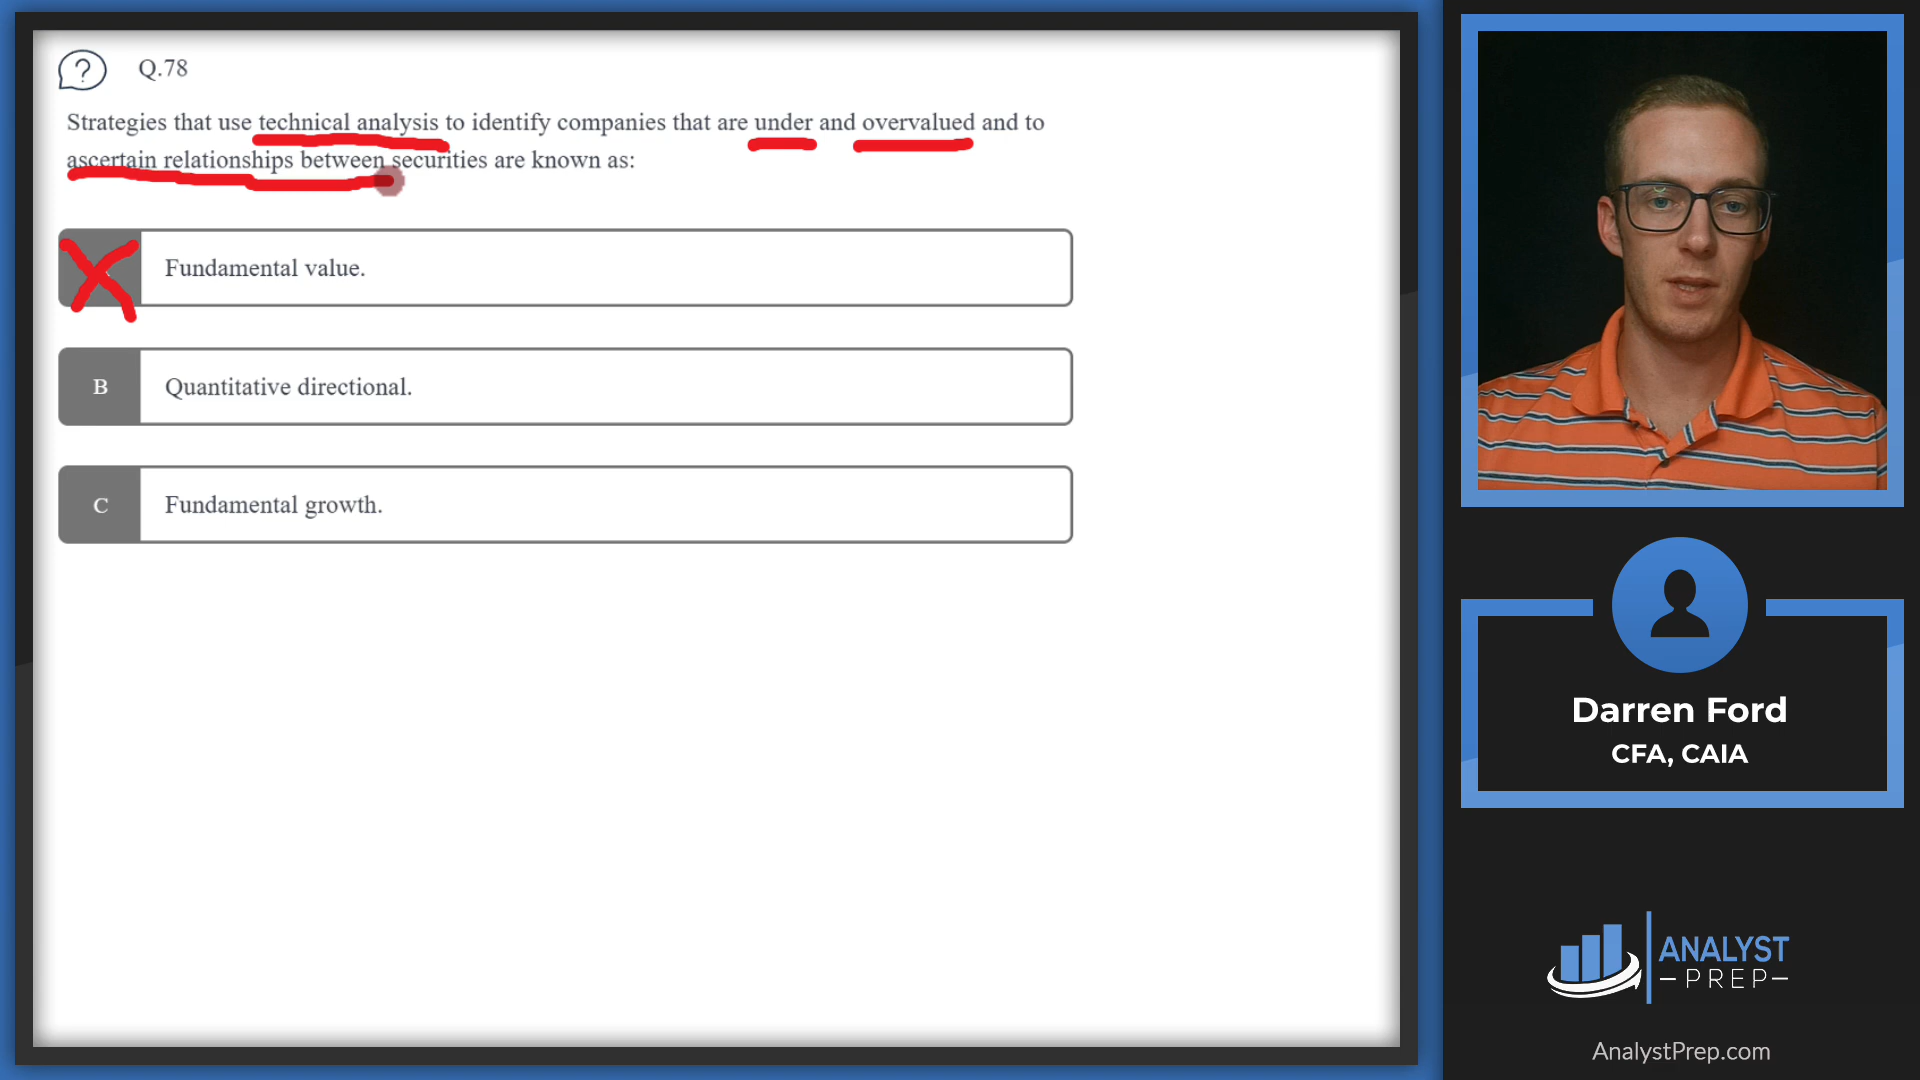 Q.78
Strategies that use technical analysis to identify companies that are under and overvalued and to
ascertain relationships between securities are known as:
Fundamental value.
B
Quantitative directional.
C
Fundamental growth.
Darren Ford
CFA, CAIA
ANALYST
PREP
AnalystPrep.com